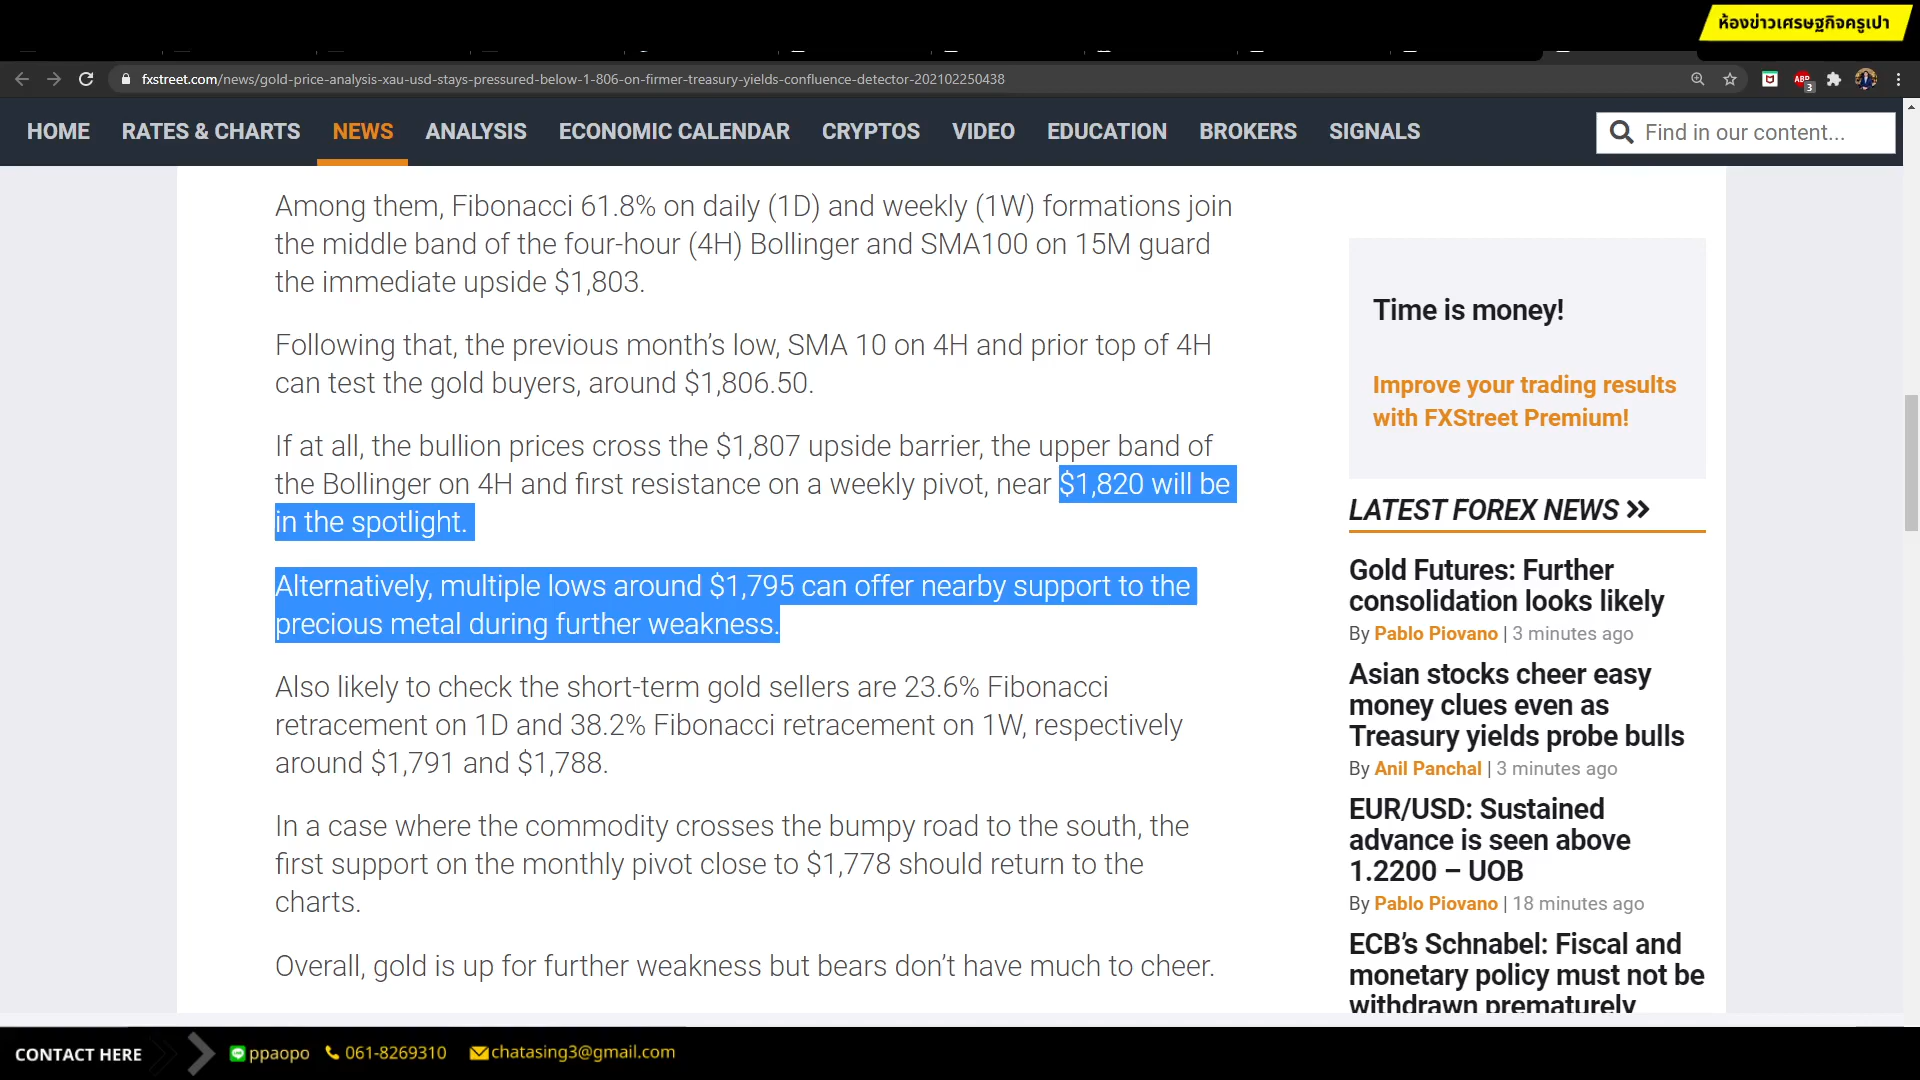 ห้องข่าวเศรษฐกิจครูเปา
fxstreet.com/news/gold-price-analysis-xau-usd-stays-pressured-below-1-806-on-firmer-treasury-yields-confluence-detector-202102250438
ABP
3
HOME RATES & CHARTS NEWS ANALYSIS ECONOMIC CALENDAR CRYPTOS VIDEO EDUCATION BROKERS SIGNALS
Find in our content...
Among them, Fibonacci 61.8% on daily (1D) and weekly (1W) formations join
the middle band of the four-hour (4H) Bollinger and SMA100 on 15M guard
the immediate upside $1,803.
Following that, the previous month’s low, SMA 10 on 4H and prior top of 4H
can test the gold buyers, around $1,806.50.
If at all, the bullion prices cross the $1,807 upside barrier, the upper band of
the Bollinger on 4H and first resistance on a weekly pivot, near $1,820 will be
in the spotlight.
Alternatively, multiple lows around $1,795 can offer nearby support to the
precious metal during further weakness.
Also likely to check the short-term gold sellers are 23.6% Fibonacci
retracement on 1D and 38.2% Fibonacci retracement on 1W, respectively
around $1,791 and $1,788.
In a case where the commodity crosses the bumpy road to the south, the
first support on the monthly pivot close to $1,778 should return to the
charts.
Overall, gold is up for further weakness but bears don’t have much to cheer.
Time is money!
Improve your trading results
with FXStreet Premium!
LATEST FOREX NEWS
Gold Futures: Further
consolidation looks likely
By Pablo Piovano | 3 minutes ago
Asian stocks cheer easy
money clues even as
Treasury yields probe bulls
By Anil Panchal | 3 minutes ago
EUR/USD: Sustained
advance is seen above
1.2200 – UOB
By Pablo Piovano | 18 minutes ago
ECB’s Schnabel: Fiscal and
monetary policy must not be
withdrawn prematurely
CONTACT HERE ppaopo 061-8269310 chatasing3@gmail.com